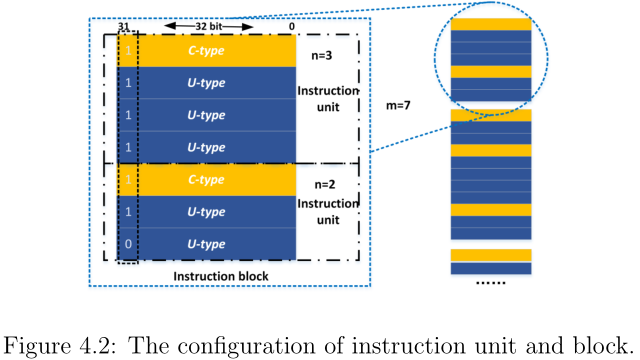 31 32 bit 0
1 C-type n=3
1 U-type Instruction
unit
1 U-type m=7
1 U-type
1 C-type n=2
1 U-type Instruction
unit
0 U-type
Instruction block
......
Figure 4.2: The configuration of instruction unit and block.